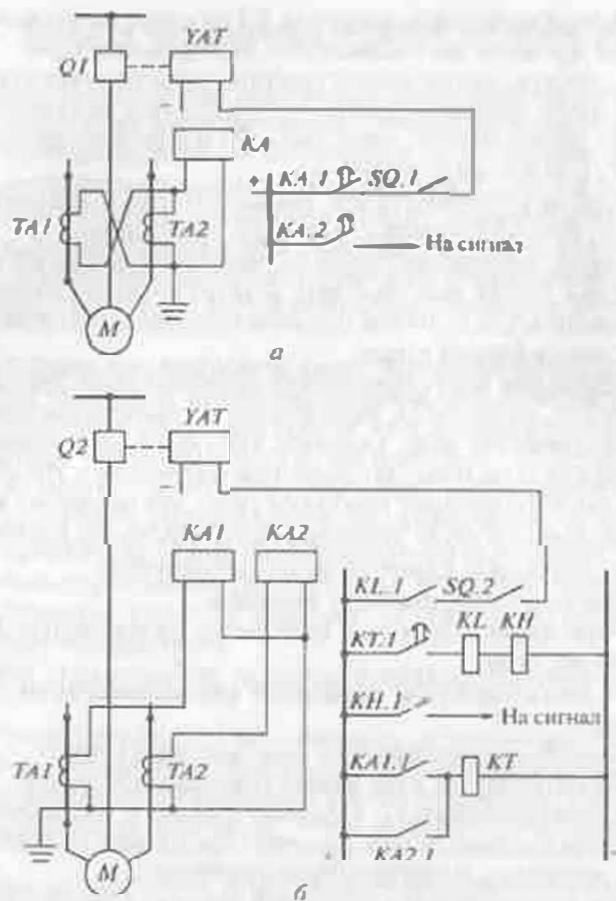 YAT
Q1
KA
+ KA.1 SQ.1
TA1 TA2
KA.2
На сигнал
M
а
YAT
Q2
KA1 KA2
KL.1 SQ.2
KL KH
KT.1
KH.1
На сигнал
TA1 TA2
KA1.1 KT
KA2.1
M
б